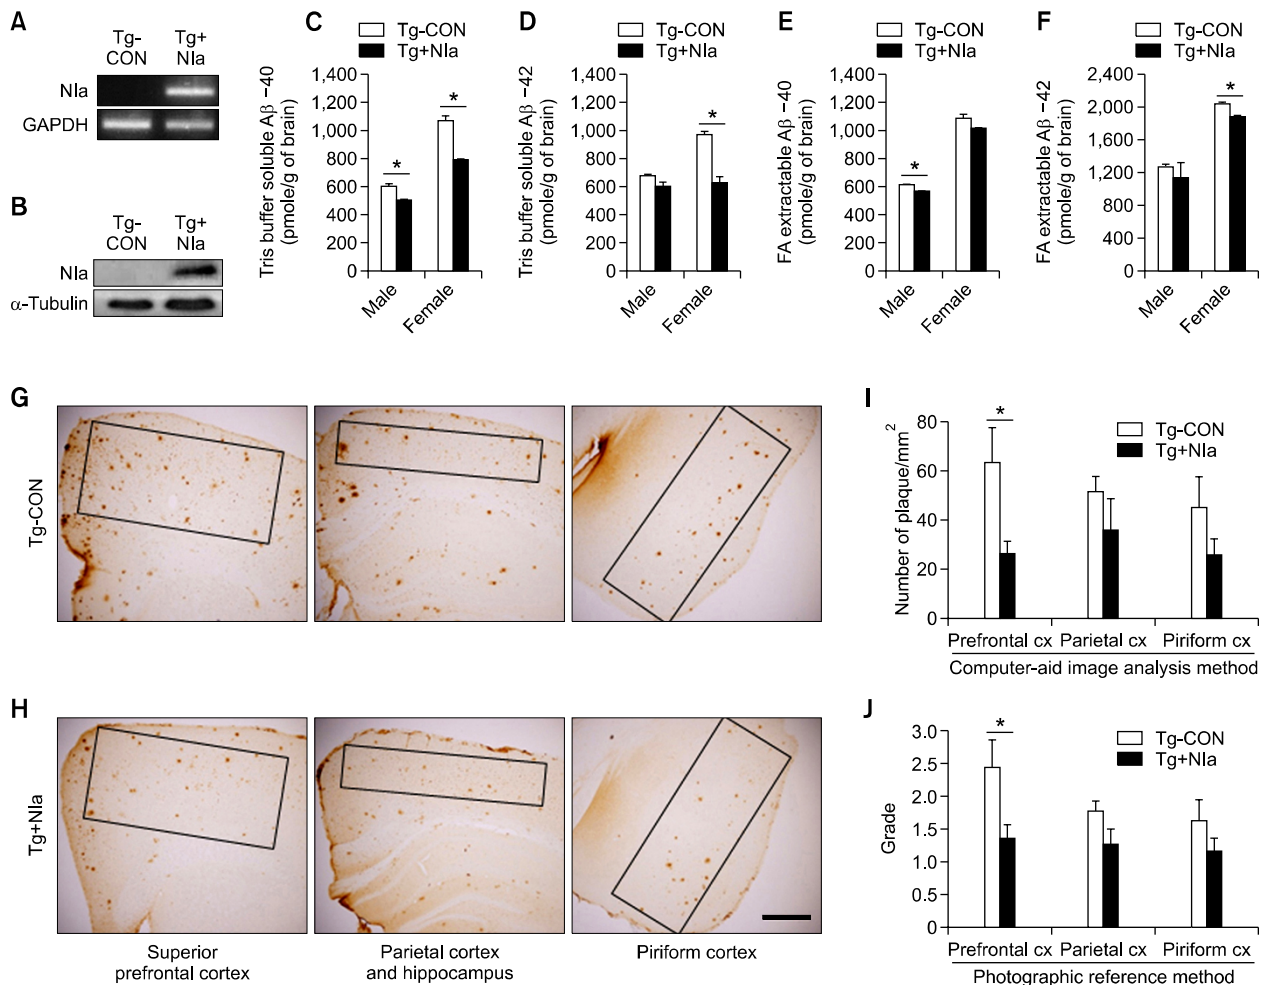 A
Tg-
CON
Tg+
NIa
NIa
GAPDH
B
Tg-
CON
Tg+
NIa
NIa
α-Tubulin
C
Tg-CON
Tg+NIa
Tris buffer soluble Aβ −40
(pmole/g of brain)
1,400
1,200
1,000
800
600
400
200
0
*
*
Male
Female
D
Tg-CON
Tg+NIa
Tris buffer soluble Aβ −42
(pmole/g of brain)
1,400
1,200
1,000
800
600
400
200
0
*
Male
Female
E
Tg-CON
Tg+NIa
FA extractable Aβ −40
(pmole/g of brain)
1,400
1,200
1,000
800
600
400
200
0
*
Male
Female
F
Tg-CON
Tg+NIa
FA extractable Aβ −42
(pmole/g of brain)
2,400
2,000
1,600
1,200
800
400
0
*
Male
Female
G
Tg-CON
H
Tg+NIa
Superior
prefrontal cortex
Parietal cortex
and hippocampus
Piriform cortex
I
Tg-CON
Tg+NIa
Number of plaque/mm²
80
60
40
20
0
*
Prefrontal cx Parietal cx Piriform cx
Computer-aid image analysis method
J
Tg-CON
Tg+NIa
Grade
3.0
2.5
2.0
1.5
1.0
0.5
0
*
Prefrontal cx Parietal cx Piriform cx
Photographic reference method